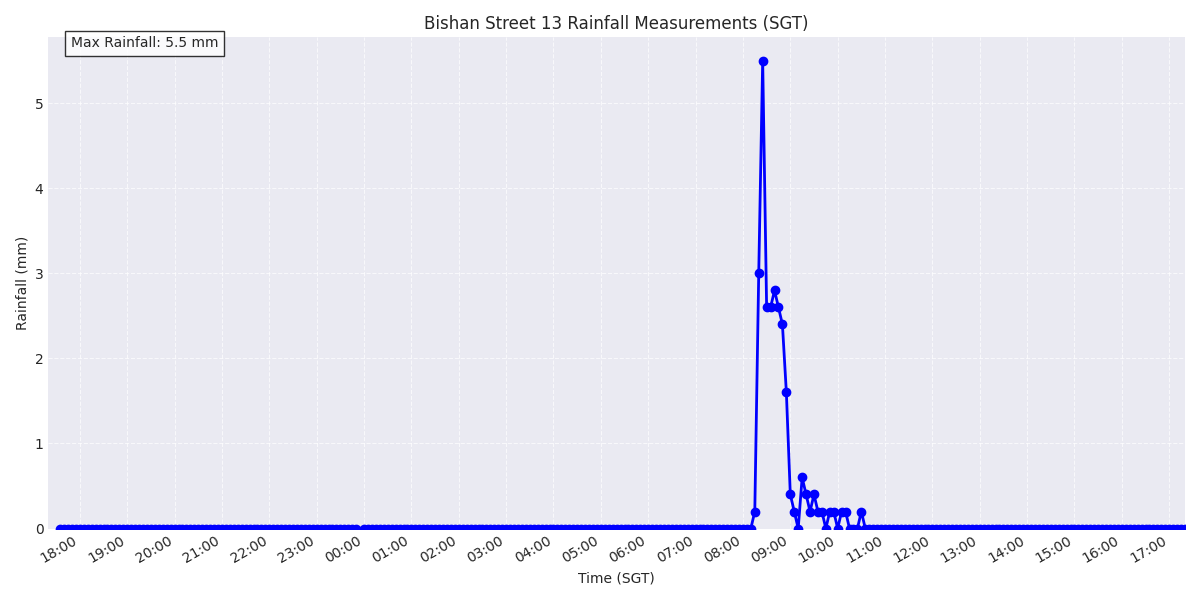 Bishan Street 13 Rainfall Measurements (SGT)
Max Rainfall: 5.5 mm
Rainfall (mm)
5
4
3
2
1
0
18:00 19:00 20:00 21:00 22:00 23:00 00:00 01:00 02:00 03:00 04:00 05:00 06:00 07:00 08:00 09:00 10:00 11:00 12:00 13:00 14:00 15:00 16:00 17:00
Time (SGT)